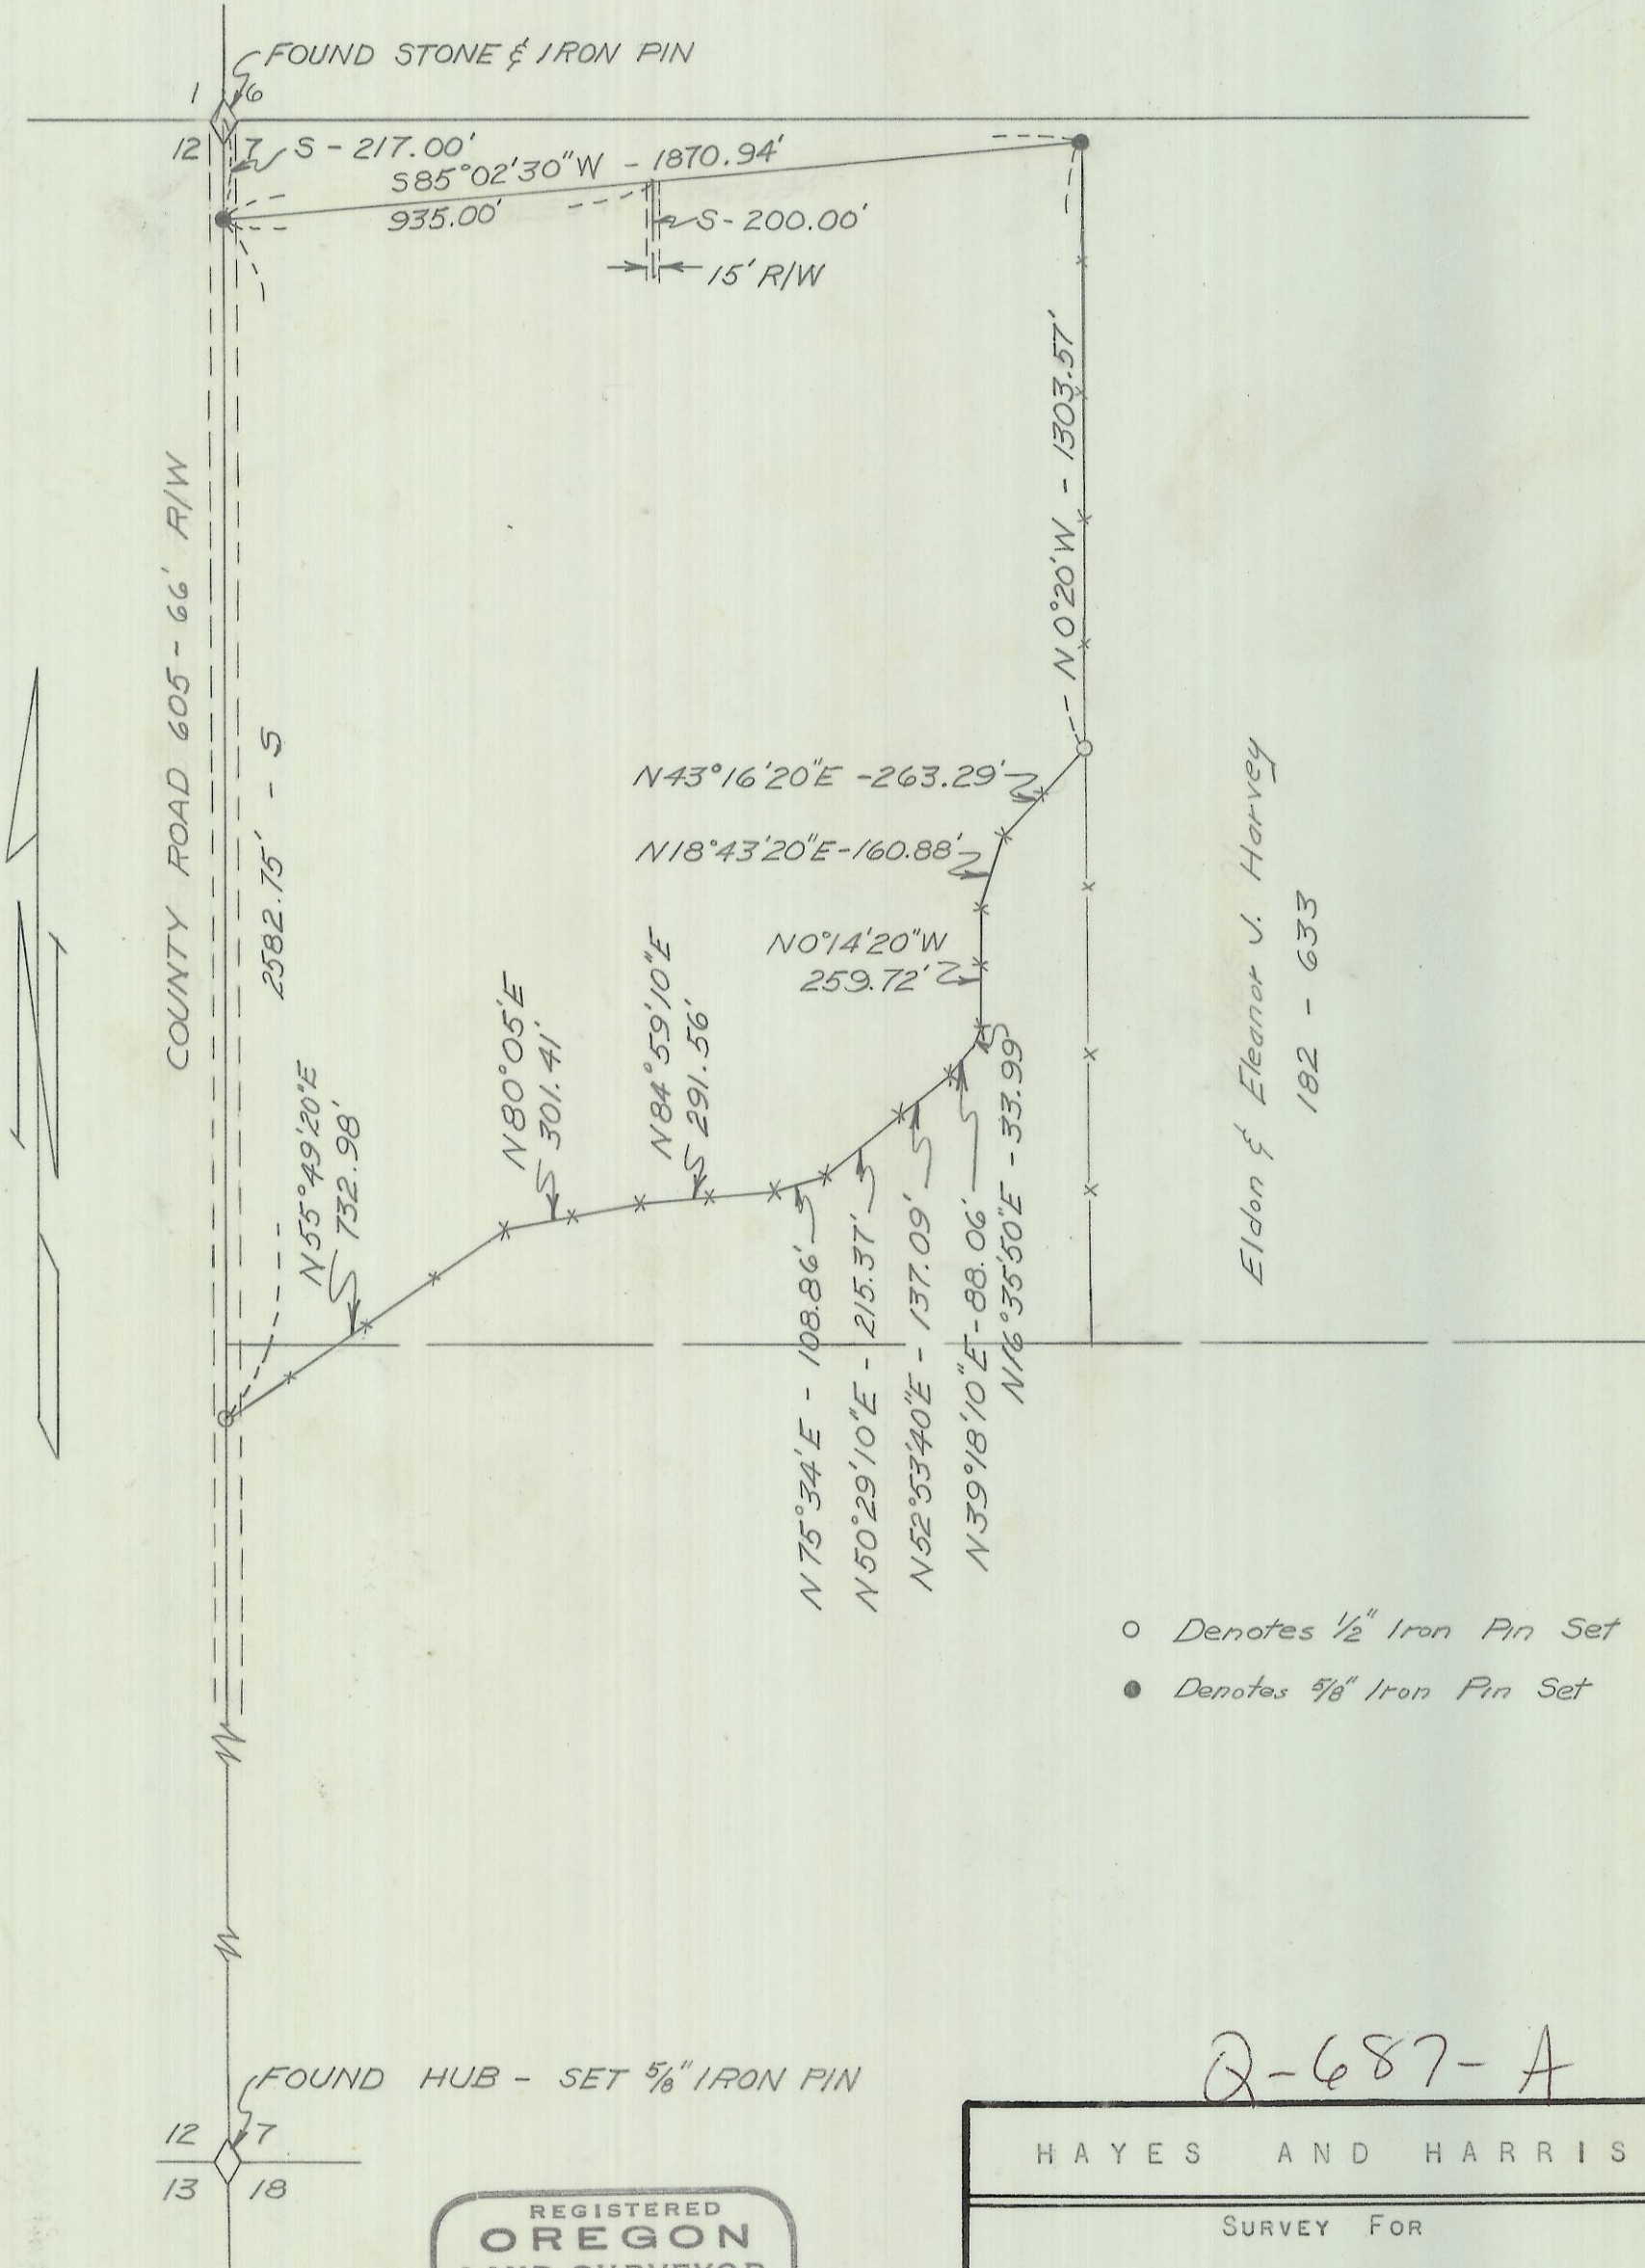 FOUND STONE & IRON PIN
1 6
12 7
S - 217.00'
S85°02'30"W - 1870.94'
935.00'
S - 200.00'
15' R/W
COUNTY ROAD 605 - 66' R/W
2582.75' - S
N 0°20'W - 1303.57'
N43°16'20"E - 263.29'
N18°43'20"E - 160.88'
N0°14'20"W
259.72'
N55°49'20"E
732.98'
N80°05'E
301.41'
N84°59'10"E
291.56'
N75°34'E - 108.86'
N50°29'10"E - 215.37'
N52°53'40"E - 137.09'
N39°18'10"E - 88.06'
N16°35'50"E - 33.99'
Eldon & Eleanor J. Harvey
182 - 633
O Denotes 1/2" Iron Pin Set
● Denotes 5/8" Iron Pin Set
FOUND HUB - SET 5/8" IRON PIN
12 7
13 18
Q-687-A
HAYES AND HARRIS
SURVEY FOR
REGISTERED
OREGON
LAND SURVEYOR